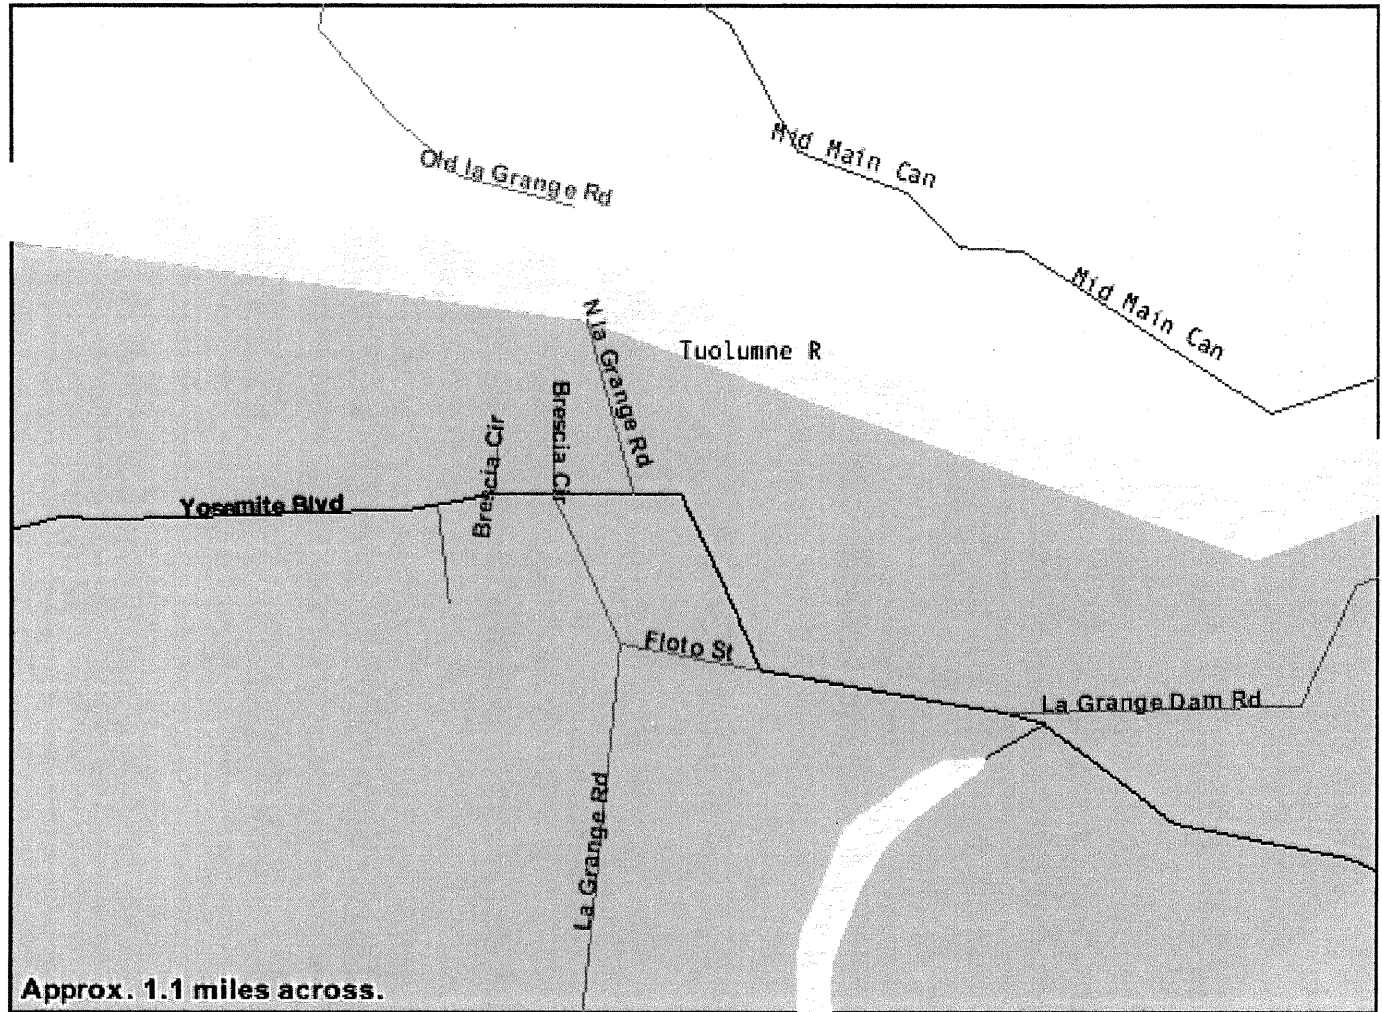 Old la Grange Rd
Mid Main Can
Mid Main Can
N la Grange Rd
Tuolumne R
Brescia Cir
Brescia Cir
Yosemite Blvd
Floto St
La Grange Dam Rd
La Grange Rd
Approx. 1.1 miles across.